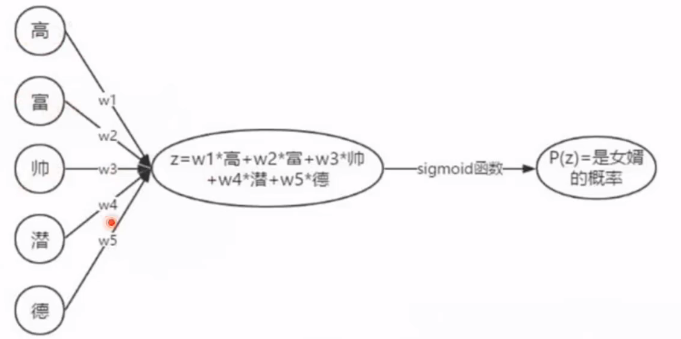 高
富
帅
潜
德
w1
w2
w3
w4
w5
z=w1*高+w2*富+w3*帅
+w4*潜+w5*德
sigmoid函数
P(z)=是女婿
的概率